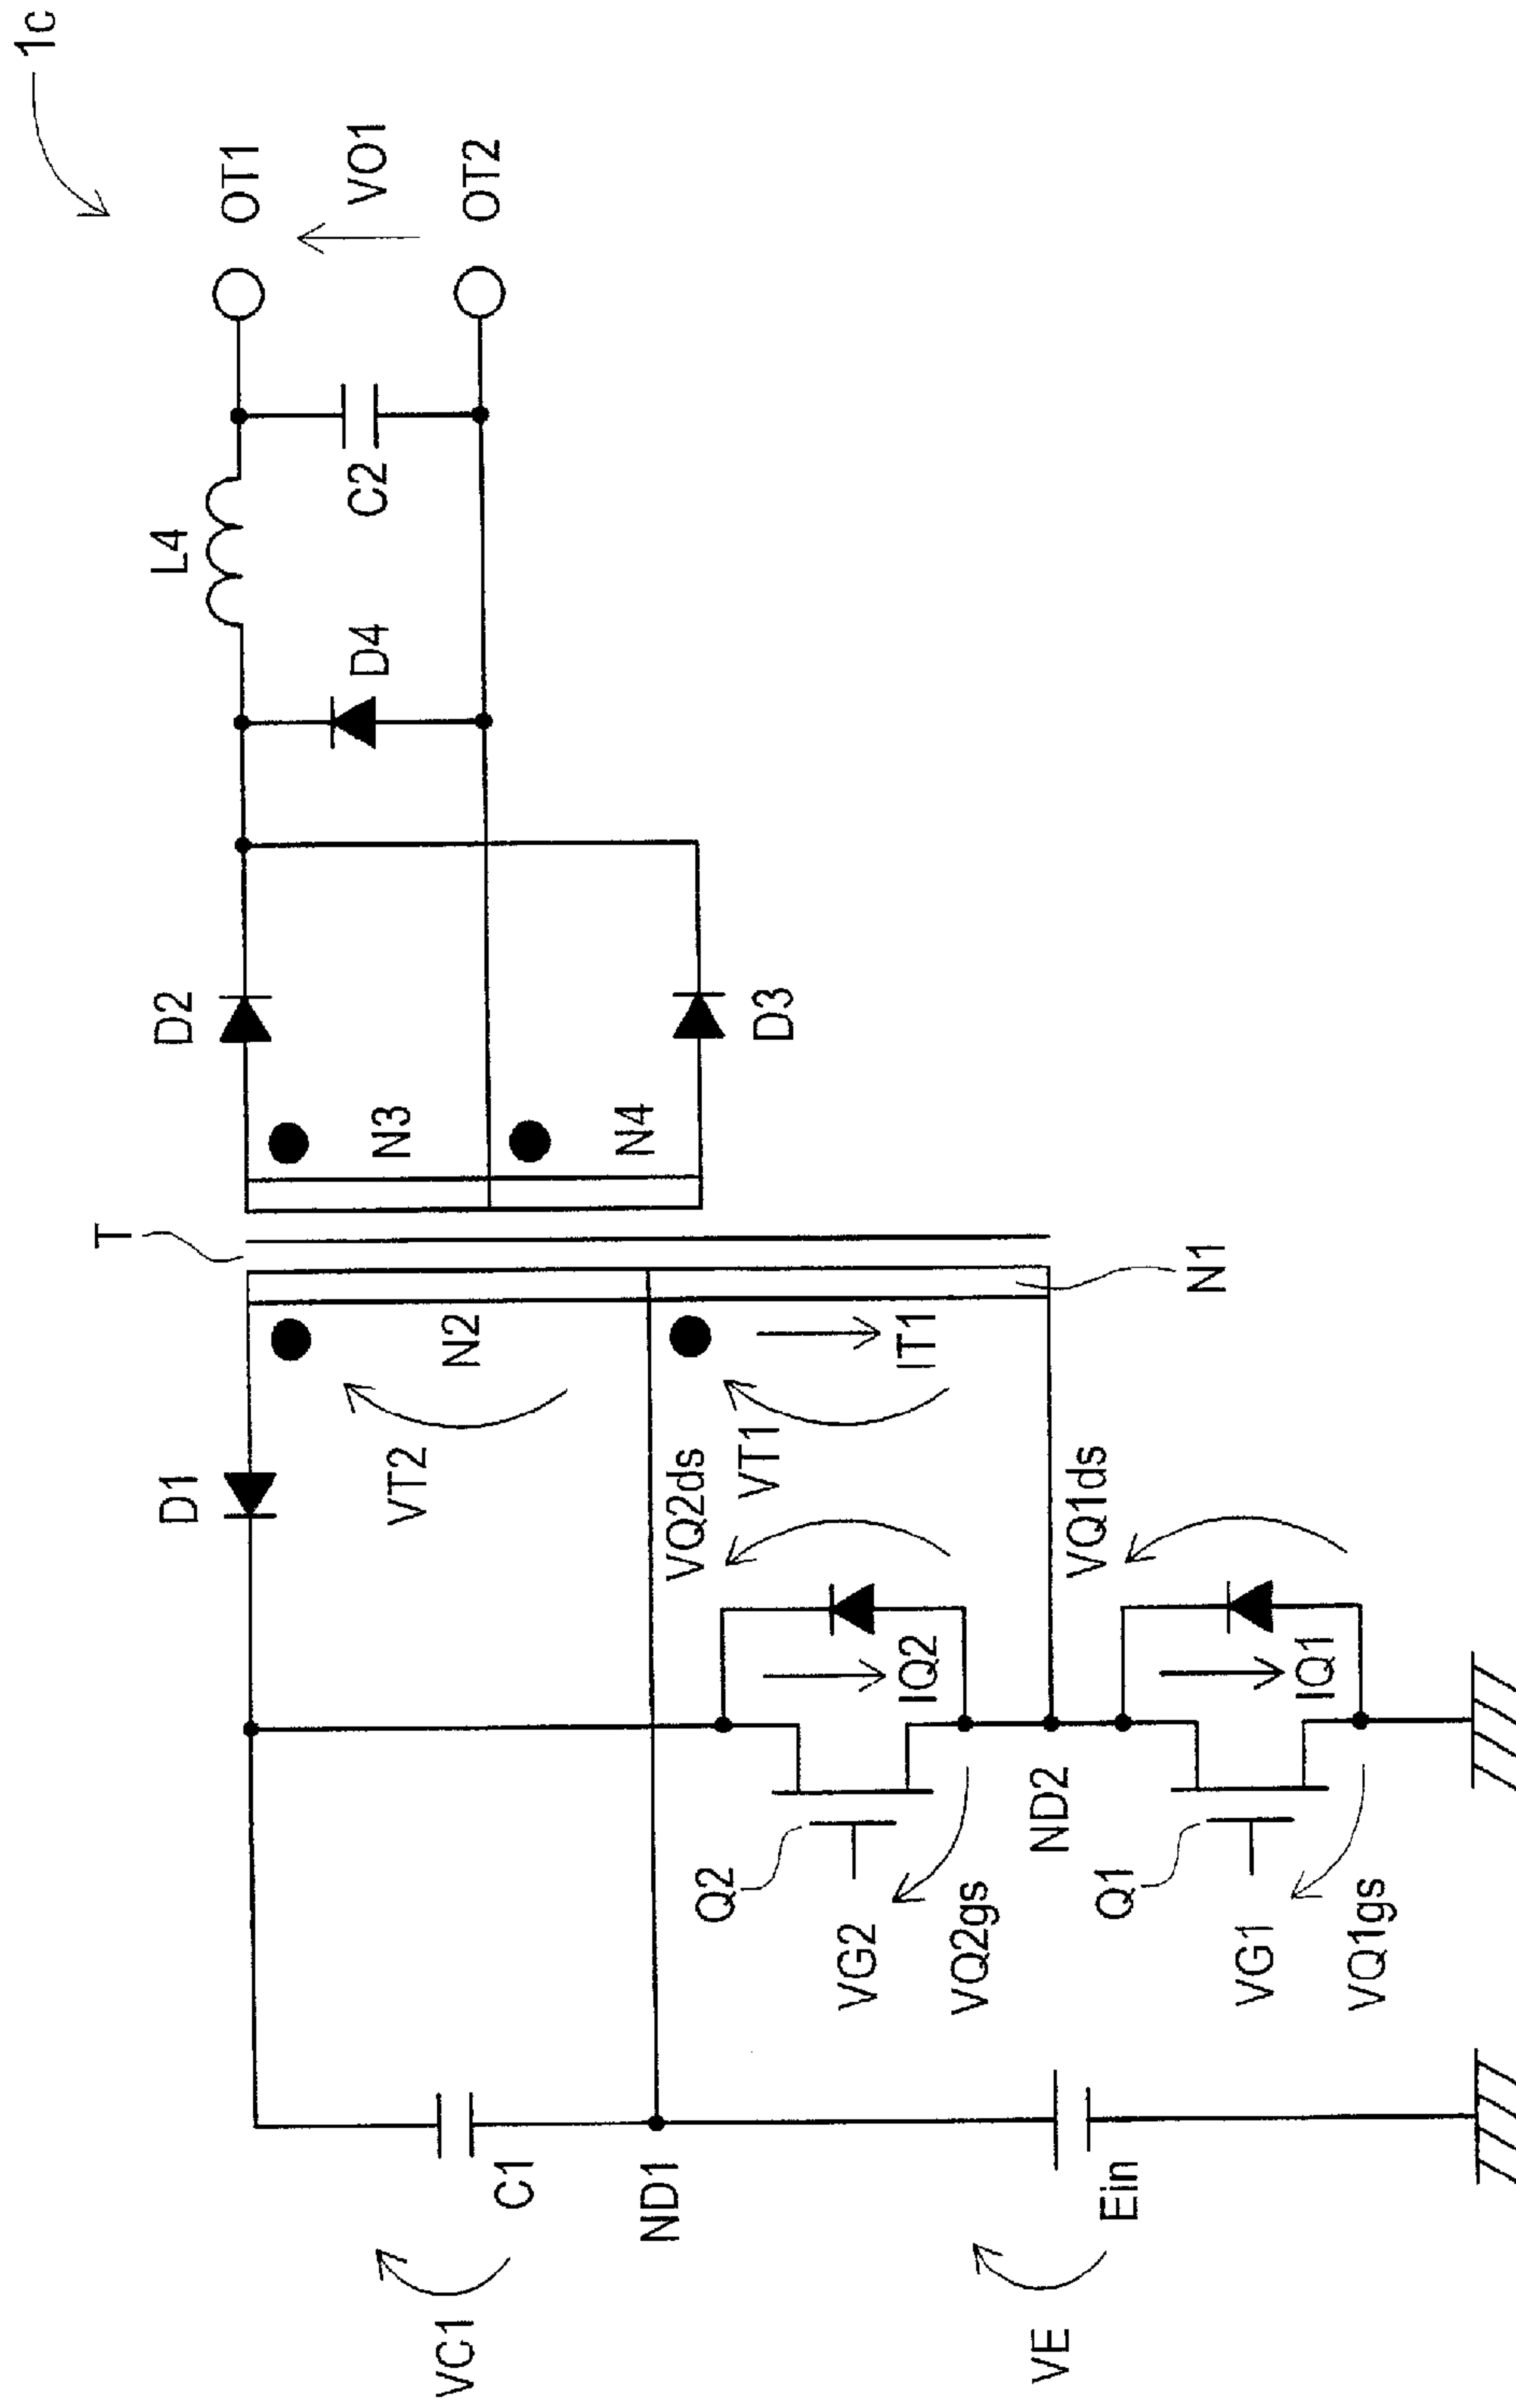 1c
T
D1
D2
L4
OT1
VO1
OT2
C2
D4
N3
N4
D3
N2
VT2
N1
IT1
VT1
VQ2ds
VQ1ds
IQ2
IQ1
Q2
VG2
VQ2gs
ND2
Q1
VG1
VQ1gs
C1
VC1
ND1
Ein
VE